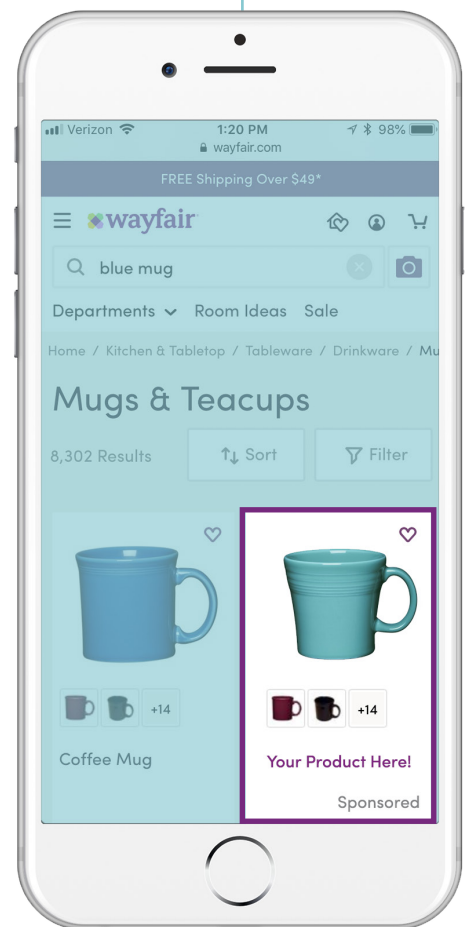 Verizon 1:20 PM 98%
wayfair.com
FREE Shipping Over $49*
wayfair
blue mug
Departments Room Ideas Sale
Home / Kitchen & Tabletop / Tableware / Drinkware / Mu
Mugs & Teacups
8,302 Results Sort Filter
+14 +14
Coffee Mug Your Product Here!
Sponsored